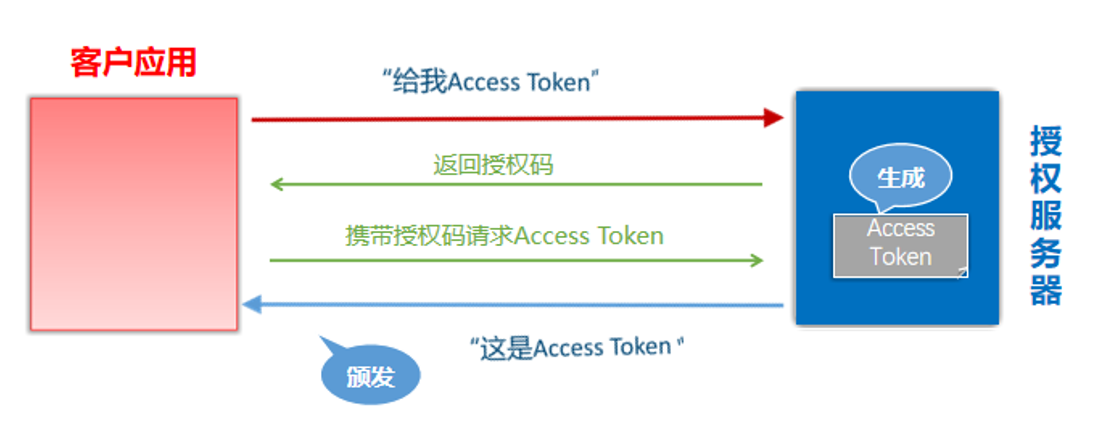 客户应用
“给我Access Token”
返回授权码
携带授权码请求Access Token
“这是Access Token ”
颁发
生成
Access
Token
授权服务器